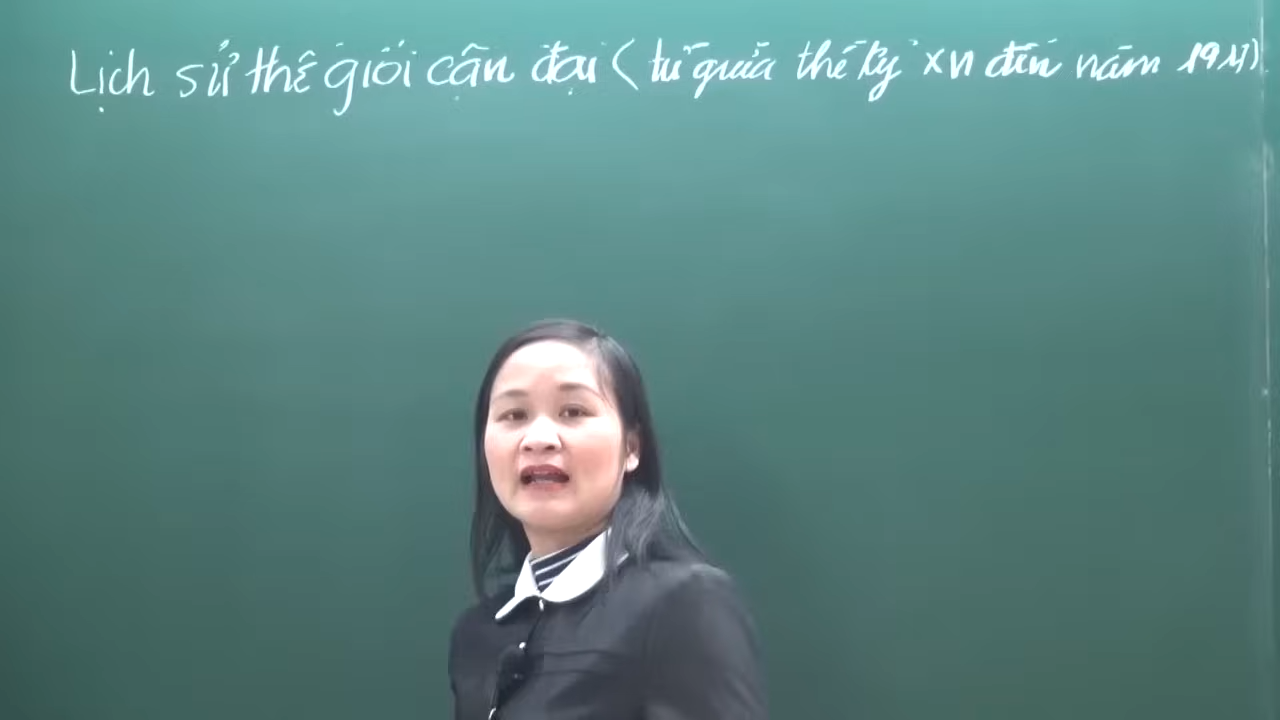 Lịch sử thế giới cận đại (từ giữa thế kỷ XVI đến năm 1917)